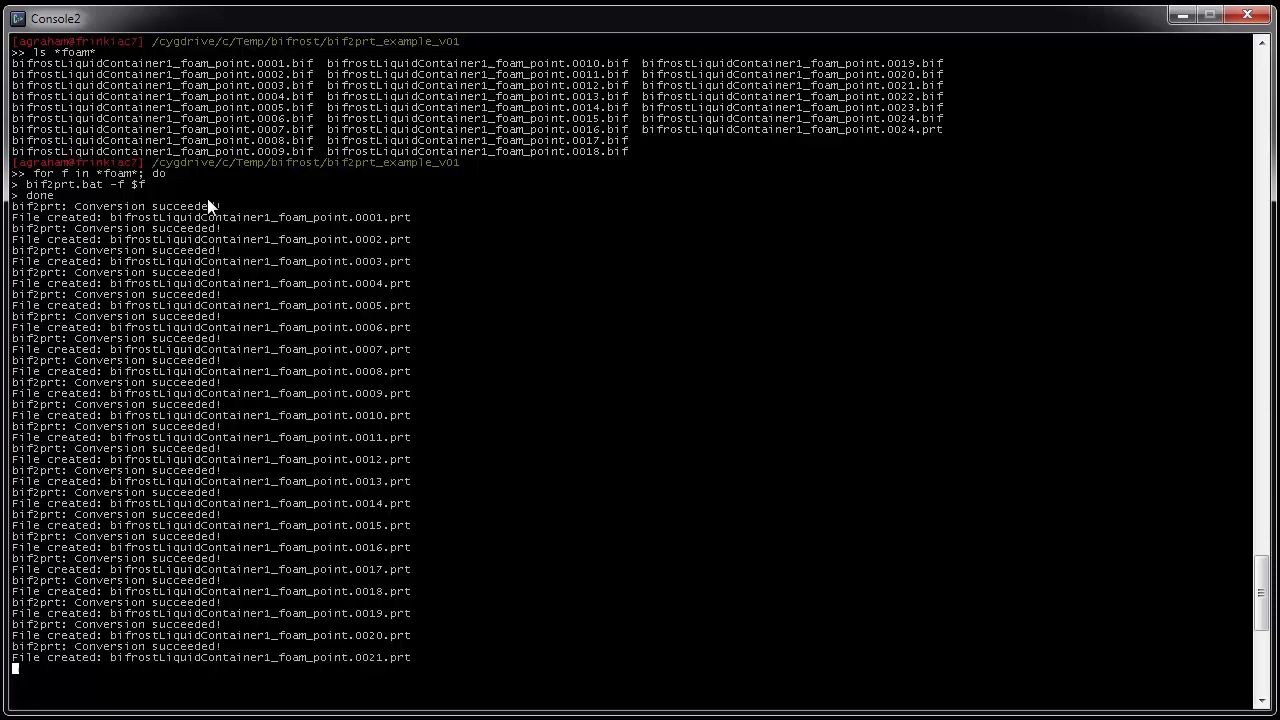 Console2
[agraham@frinkiac7] /cygdrive/c/Temp/bifrost/bif2prt_example_v01
>> ls *foam*
bifrostLiquidContainer1_foam_point.0001.bif  bifrostLiquidContainer1_foam_point.0010.bif  bifrostLiquidContainer1_foam_point.0019.bif
bifrostLiquidContainer1_foam_point.0002.bif  bifrostLiquidContainer1_foam_point.0011.bif  bifrostLiquidContainer1_foam_point.0020.bif
bifrostLiquidContainer1_foam_point.0003.bif  bifrostLiquidContainer1_foam_point.0012.bif  bifrostLiquidContainer1_foam_point.0021.bif
bifrostLiquidContainer1_foam_point.0004.bif  bifrostLiquidContainer1_foam_point.0013.bif  bifrostLiquidContainer1_foam_point.0022.bif
bifrostLiquidContainer1_foam_point.0005.bif  bifrostLiquidContainer1_foam_point.0014.bif  bifrostLiquidContainer1_foam_point.0023.bif
bifrostLiquidContainer1_foam_point.0006.bif  bifrostLiquidContainer1_foam_point.0015.bif  bifrostLiquidContainer1_foam_point.0024.bif
bifrostLiquidContainer1_foam_point.0007.bif  bifrostLiquidContainer1_foam_point.0016.bif  bifrostLiquidContainer1_foam_point.0024.prt
bifrostLiquidContainer1_foam_point.0008.bif  bifrostLiquidContainer1_foam_point.0017.bif
bifrostLiquidContainer1_foam_point.0009.bif  bifrostLiquidContainer1_foam_point.0018.bif
[agraham@frinkiac7] /cygdrive/c/Temp/bifrost/bif2prt_example_v01
>> for f in *foam*; do
> bif2prt.bat -f $f
> done
bif2prt: Conversion succeeded!
File created: bifrostLiquidContainer1_foam_point.0001.prt
bif2prt: Conversion succeeded!
File created: bifrostLiquidContainer1_foam_point.0002.prt
bif2prt: Conversion succeeded!
File created: bifrostLiquidContainer1_foam_point.0003.prt
bif2prt: Conversion succeeded!
File created: bifrostLiquidContainer1_foam_point.0004.prt
bif2prt: Conversion succeeded!
File created: bifrostLiquidContainer1_foam_point.0005.prt
bif2prt: Conversion succeeded!
File created: bifrostLiquidContainer1_foam_point.0006.prt
bif2prt: Conversion succeeded!
File created: bifrostLiquidContainer1_foam_point.0007.prt
bif2prt: Conversion succeeded!
File created: bifrostLiquidContainer1_foam_point.0008.prt
bif2prt: Conversion succeeded!
File created: bifrostLiquidContainer1_foam_point.0009.prt
bif2prt: Conversion succeeded!
File created: bifrostLiquidContainer1_foam_point.0010.prt
bif2prt: Conversion succeeded!
File created: bifrostLiquidContainer1_foam_point.0011.prt
bif2prt: Conversion succeeded!
File created: bifrostLiquidContainer1_foam_point.0012.prt
bif2prt: Conversion succeeded!
File created: bifrostLiquidContainer1_foam_point.0013.prt
bif2prt: Conversion succeeded!
File created: bifrostLiquidContainer1_foam_point.0014.prt
bif2prt: Conversion succeeded!
File created: bifrostLiquidContainer1_foam_point.0015.prt
bif2prt: Conversion succeeded!
File created: bifrostLiquidContainer1_foam_point.0016.prt
bif2prt: Conversion succeeded!
File created: bifrostLiquidContainer1_foam_point.0017.prt
bif2prt: Conversion succeeded!
File created: bifrostLiquidContainer1_foam_point.0018.prt
bif2prt: Conversion succeeded!
File created: bifrostLiquidContainer1_foam_point.0019.prt
bif2prt: Conversion succeeded!
File created: bifrostLiquidContainer1_foam_point.0020.prt
bif2prt: Conversion succeeded!
File created: bifrostLiquidContainer1_foam_point.0021.prt